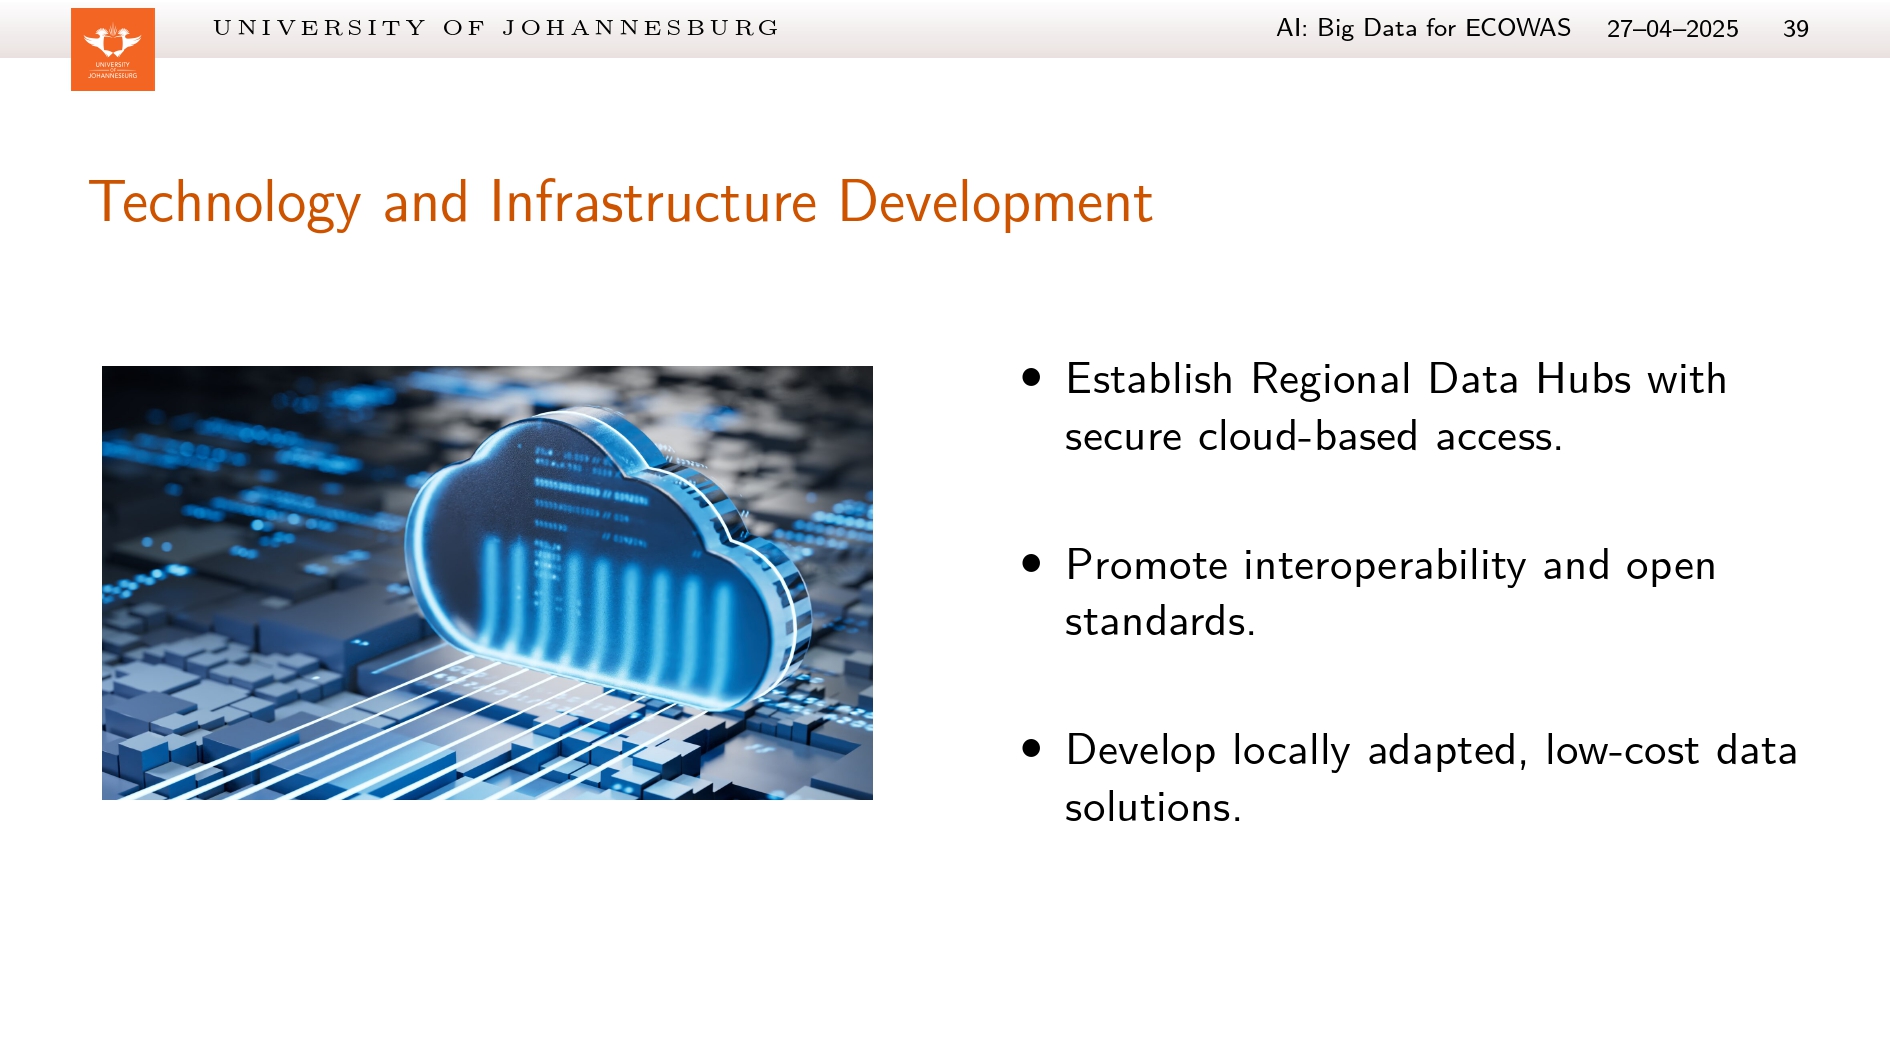 UNIVERSITY OF JOHANNESBURG
AI: Big Data for ECOWAS 27–04–2025 39
UNIVERSITY
OF
JOHANNESBURG
Technology and Infrastructure Development
• Establish Regional Data Hubs with
secure cloud-based access.
• Promote interoperability and open
standards.
• Develop locally adapted, low-cost data
solutions.